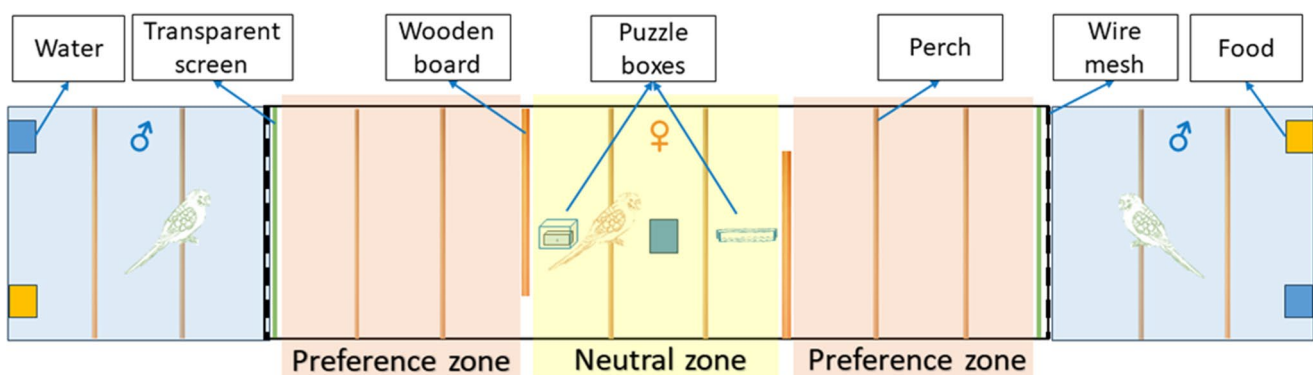 Water
Transparent
screen
Wooden
board
Puzzle
boxes
Perch
Wire
mesh
Food
♂
♀
♂
Preference zone
Neutral zone
Preference zone